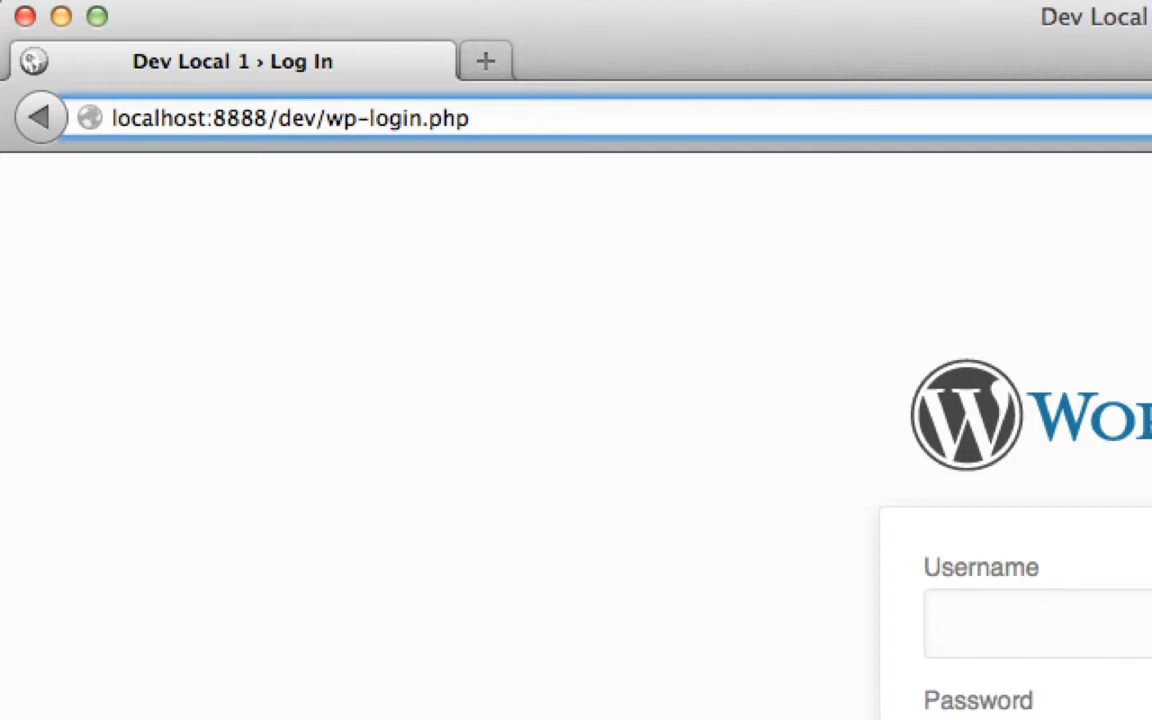 Dev Local
Dev Local 1 › Log In
localhost:8888/dev/wp-login.php
Username
Password